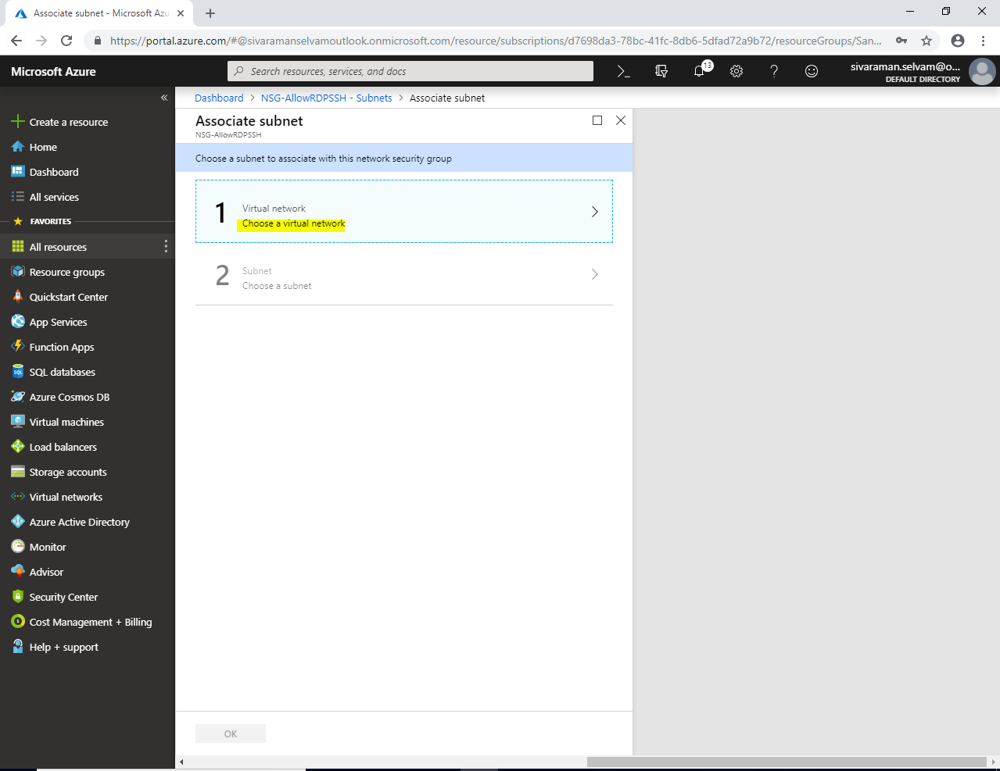 Associate subnet - Microsoft Azu
https://portal.azure.com/#@sivaramanselvamoutlook.onmicrosoft.com/resource/subscriptions/d7698da3-78bc-41fc-8db6-5dfad72a9b72/resourceGroups/San...
Microsoft Azure
Search resources, services, and docs
13
sivaraman.selvam@o...
DEFAULT DIRECTORY
Dashboard > NSG-AllowRDPSSH - Subnets > Associate subnet
Create a resource
Home
Dashboard
All services
FAVORITES
All resources
Resource groups
Quickstart Center
App Services
Function Apps
SQL
SQL databases
Azure Cosmos DB
Virtual machines
Load balancers
Storage accounts
Virtual networks
Azure Active Directory
Monitor
Advisor
Security Center
Cost Management + Billing
Help + support
Associate subnet
NSG-AllowRDPSSH
Choose a subnet to associate with this network security group
1
Virtual network
Choose a virtual network
2
Subnet
Choose a subnet
OK